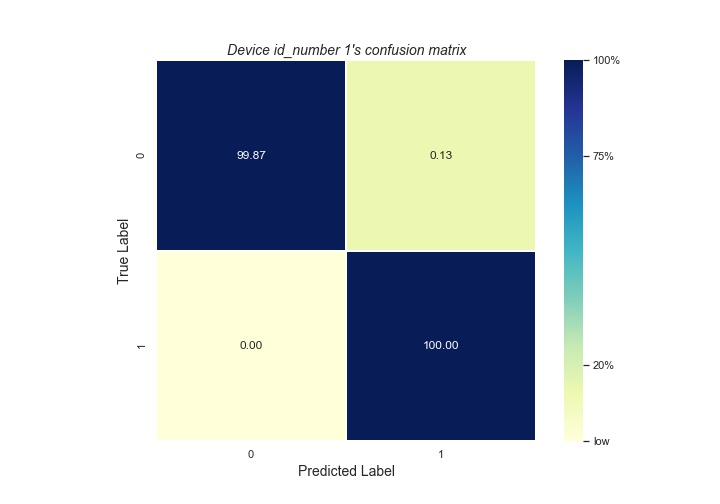 Device id_number 1's confusion matrix
100%
99.87
0.13
75%
0
True Label
0.00
100.00
1
20%
low
0
1
Predicted Label